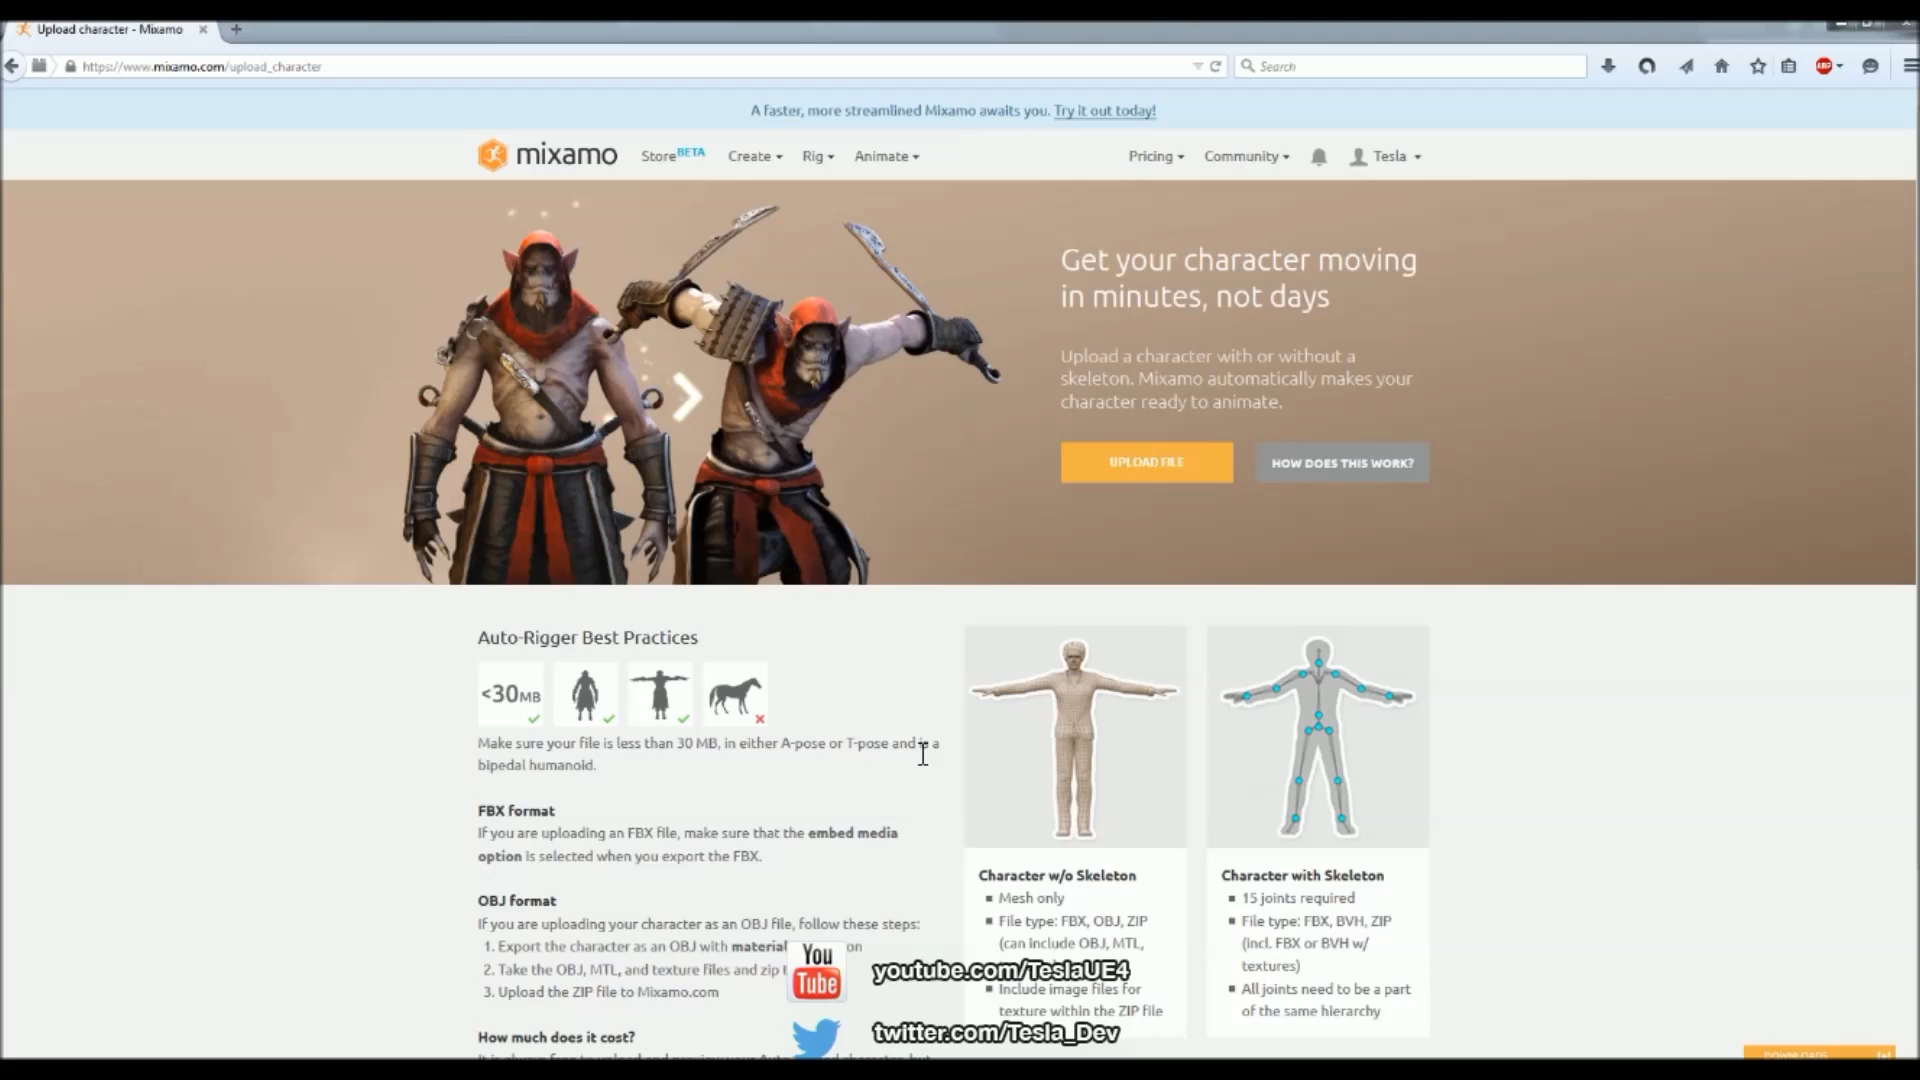 Upload character - Mixamo
https://www.mixamo.com/upload_character
Search
ABP
A faster, more streamlined Mixamo awaits you. Try it out today!
mixamo
Store BETA
Create
Rig
Animate
Pricing
Community
Tesla
Get your character moving
in minutes, not days
Upload a character with or without a
skeleton. Mixamo automatically makes your
character ready to animate.
UPLOAD FILE
HOW DOES THIS WORK?
Auto-Rigger Best Practices
<30MB
Make sure your file is less than 30 MB, in either A-pose or T-pose and is a
bipedal humanoid.
FBX format
If you are uploading an FBX file, make sure that the embed media
option is selected when you export the FBX.
OBJ format
If you are uploading your character as an OBJ file, follow these steps:
1. Export the character as an OBJ with material on
2. Take the OBJ, MTL, and texture files and zip t
3. Upload the ZIP file to Mixamo.com
How much does it cost?
Character w/o Skeleton
Mesh only
File type: FBX, OBJ, ZIP
(can include OBJ, MTL,
Include image files for
texture within the ZIP file
Character with Skeleton
15 joints required
File type: FBX, BVH, ZIP
(incl. FBX or BVH w/
textures)
All joints need to be a part
of the same hierarchy
You
Tube
youtube.com/TeslaUE4
twitter.com/Tesla_Dev
DOWNLOADS